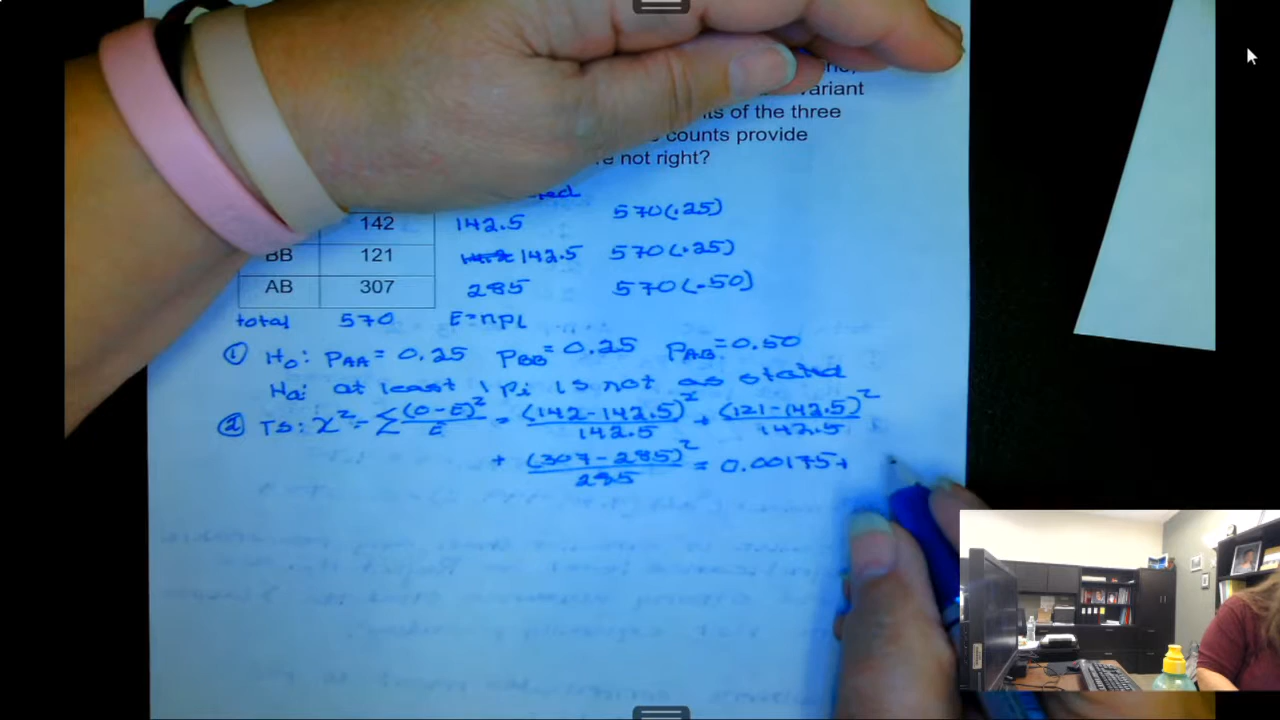 variant
of the three
counts provide
not right?
142 142.5 570(.25)
BB 121 142.5 570(.25)
AB 307 285 570(.50)
total 570 E=npi
① H₀: pAA = 0.25 pBB = 0.25 pAB = 0.50
Ha: at least 1 pi is not as stated
② TS: χ² = Σ (O-E)²/E = (142-142.5)²/142.5 + (121-142.5)²/142.5
+ (307-285)²/285 = 0.00175+